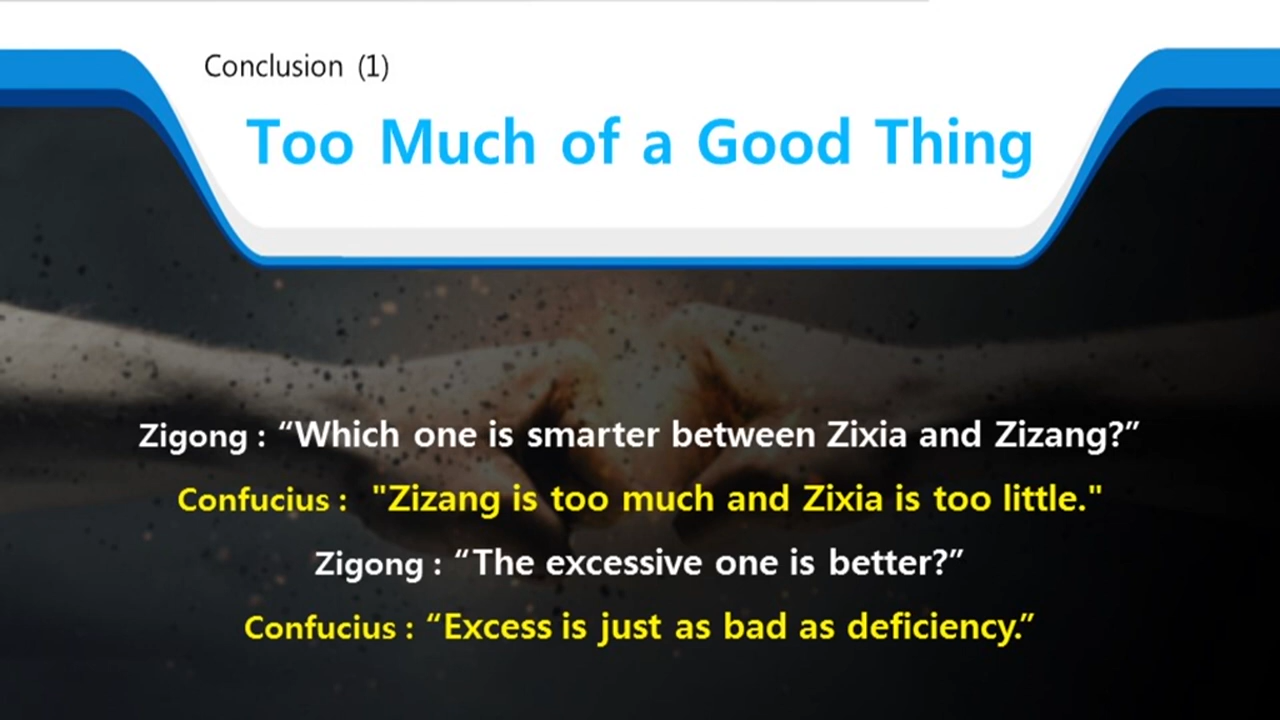 Conclusion (1)
Too Much of a Good Thing
Zigong : “Which one is smarter between Zixia and Zizang?”
Confucius : "Zizang is too much and Zixia is too little."
Zigong : “The excessive one is better?”
Confucius : “Excess is just as bad as deficiency.”